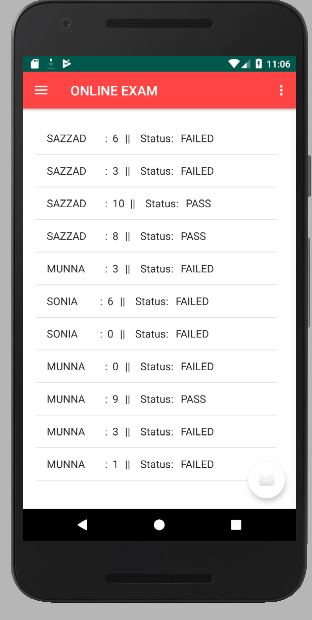 11:06
ONLINE EXAM
SAZZAD : 6 || Status: FAILED
SAZZAD : 3 || Status: FAILED
SAZZAD : 10 || Status: PASS
SAZZAD : 8 || Status: PASS
MUNNA : 3 || Status: FAILED
SONIA : 6 || Status: FAILED
SONIA : 0 || Status: FAILED
MUNNA : 0 || Status: FAILED
MUNNA : 9 || Status: PASS
MUNNA : 3 || Status: FAILED
MUNNA : 1 || Status: FAILED